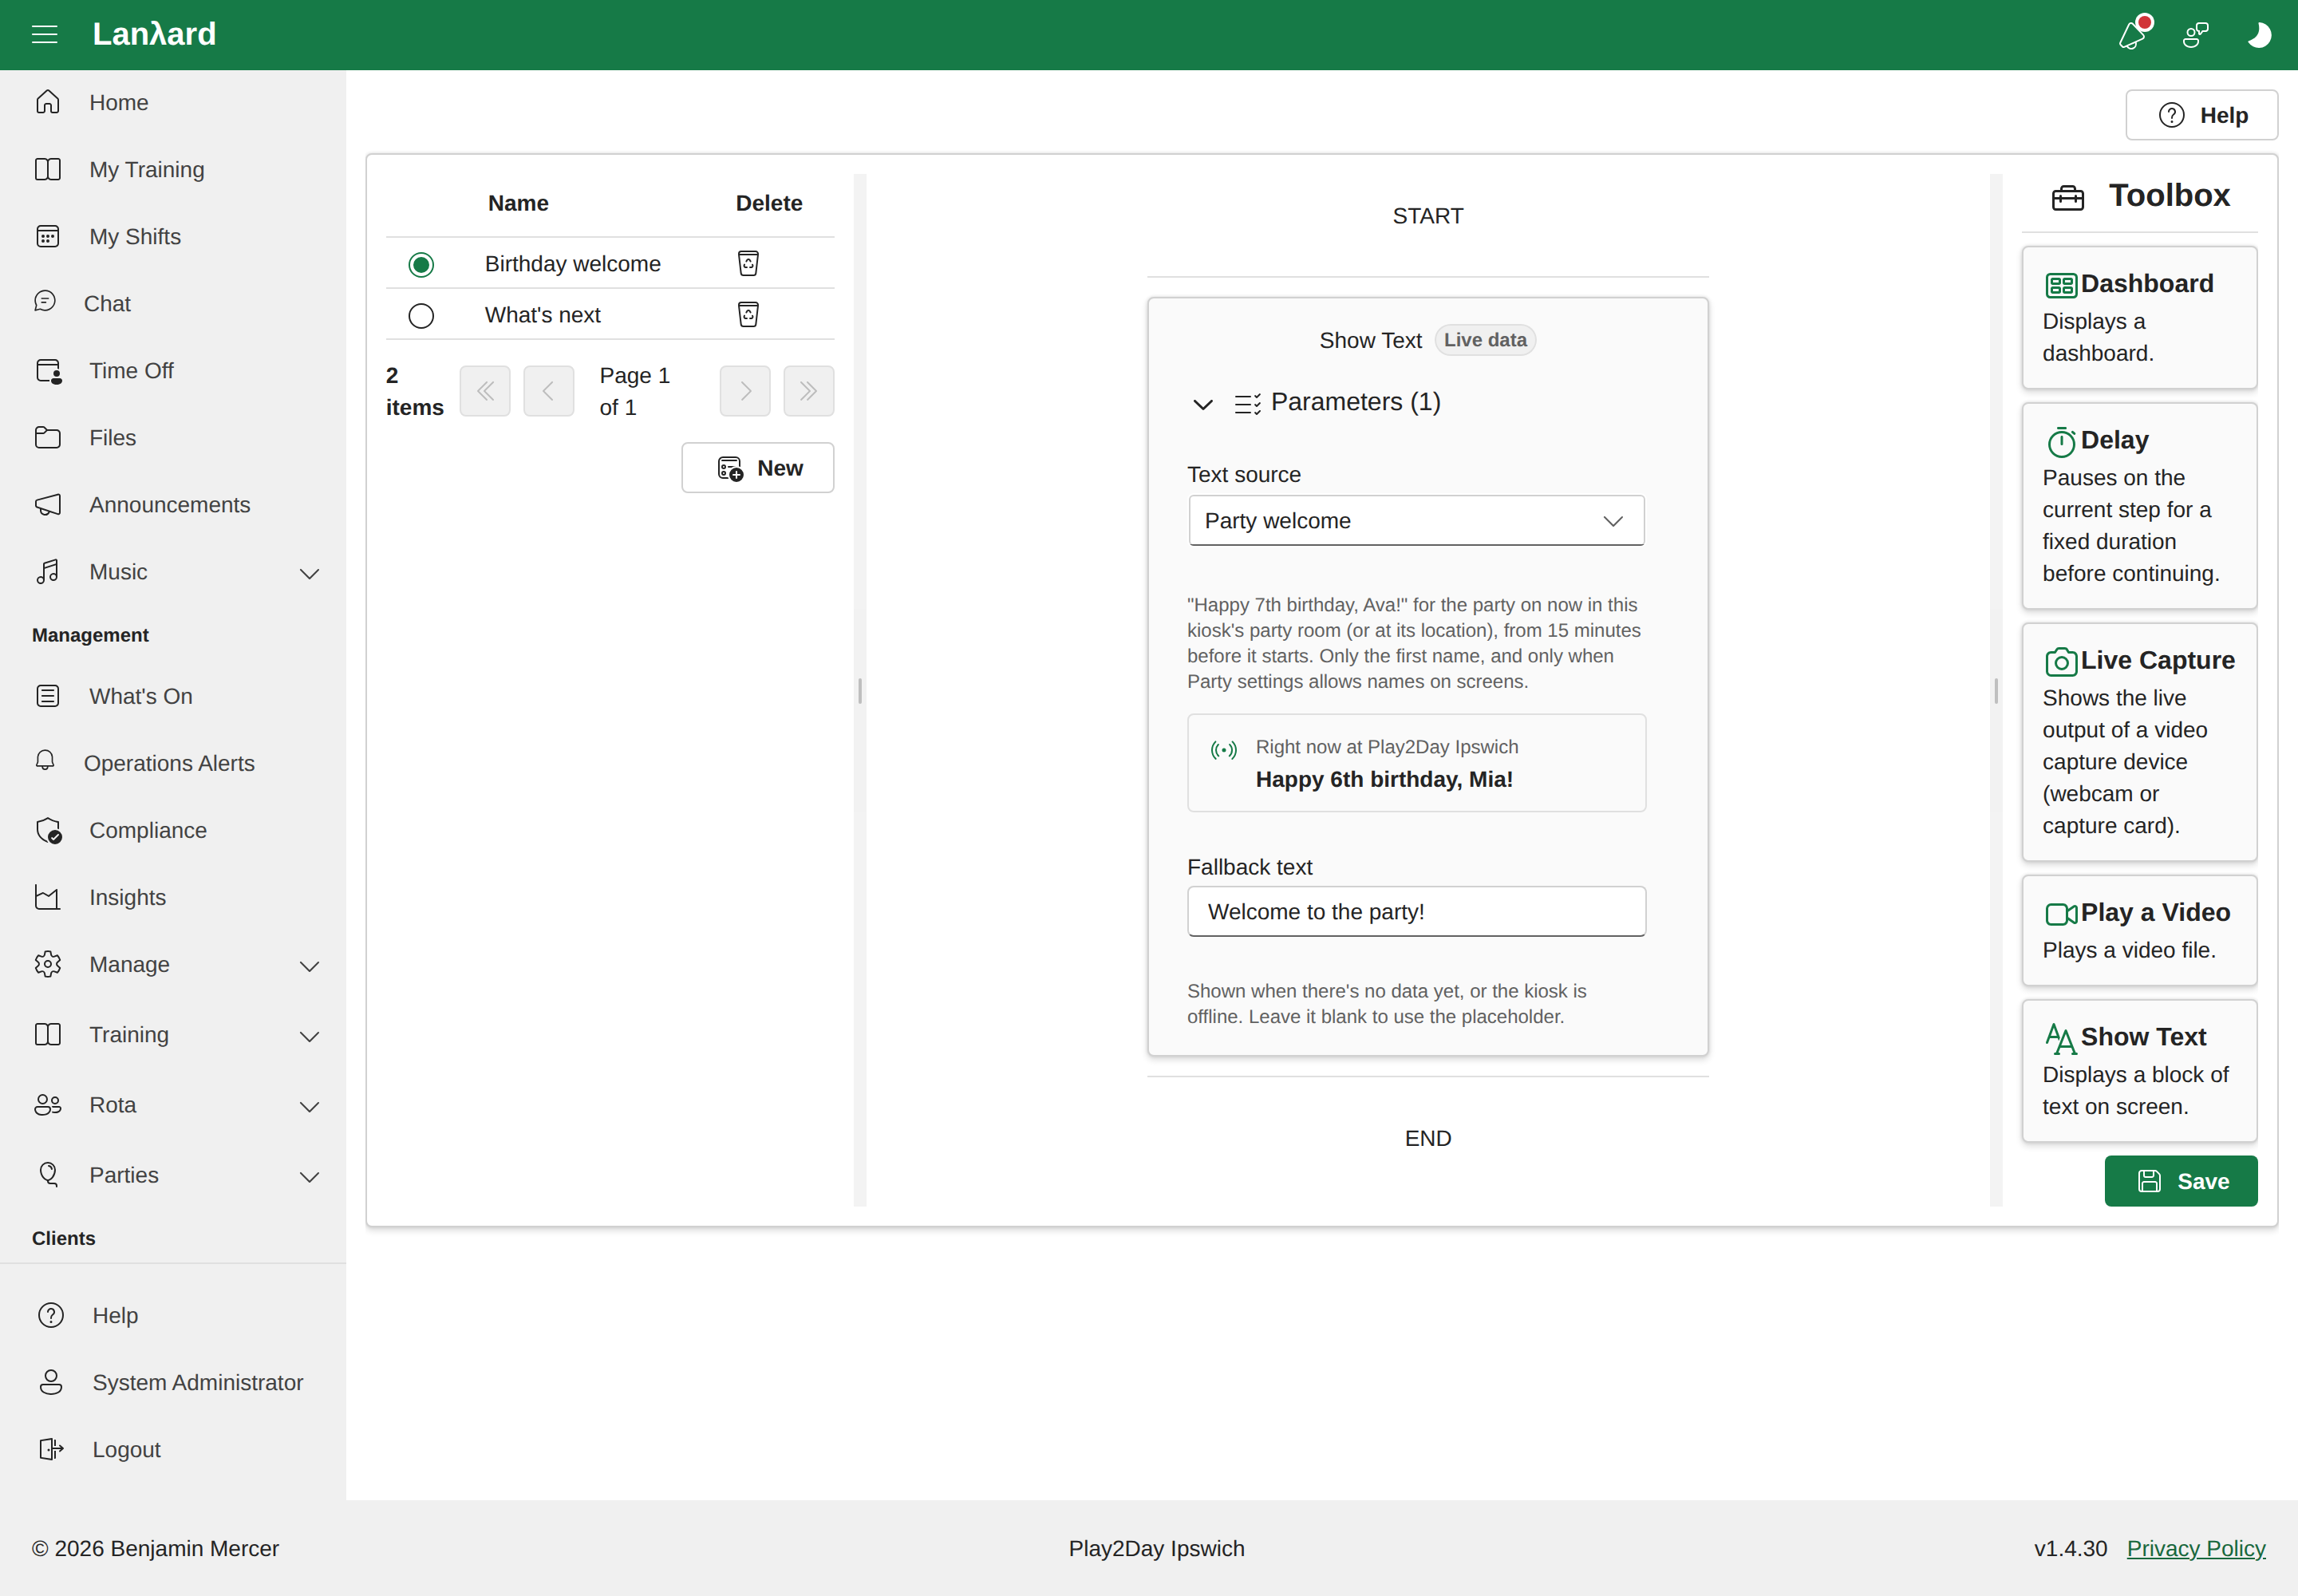 Lanλard
Home
My Training
My Shifts
Chat
Time Off
Files
Announcements
Music
Management
What's On
Operations Alerts
Compliance
Insights
Manage
Training
Rota
Parties
Clients
Help
System Administrator
Logout
Help
Name Delete
Birthday welcome
What's next
2
items
Page 1
of 1
New
START
Show Text Live data
Parameters (1)
Text source
Party welcome
"Happy 7th birthday, Ava!" for the party on now in this
kiosk's party room (or at its location), from 15 minutes
before it starts. Only the first name, and only when
Party settings allows names on screens.
Right now at Play2Day Ipswich
Happy 6th birthday, Mia!
Fallback text
Welcome to the party!
Shown when there's no data yet, or the kiosk is
offline. Leave it blank to use the placeholder.
END
Toolbox
Dashboard
Displays a
dashboard.
Delay
Pauses on the
current step for a
fixed duration
before continuing.
Live Capture
Shows the live
output of a video
capture device
(webcam or
capture card).
Play a Video
Plays a video file.
Show Text
Displays a block of
text on screen.
Save
© 2026 Benjamin Mercer
Play2Day Ipswich
v1.4.30 Privacy Policy